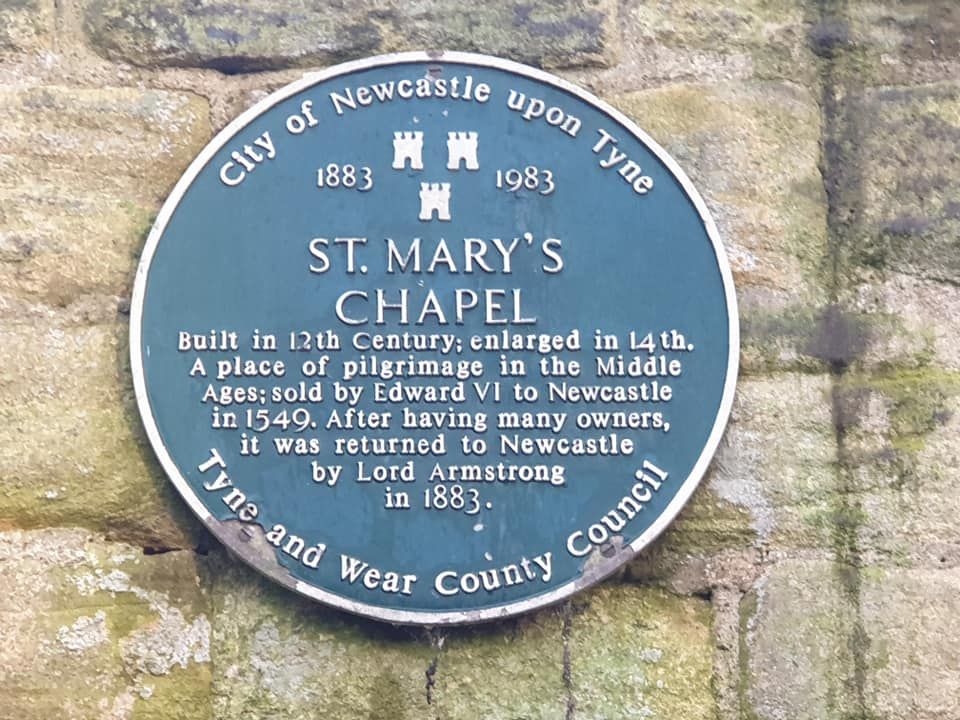 City of Newcastle upon Tyne
1883 1983
ST. MARY'S
CHAPEL
Built in 12th Century; enlarged in 14th.
A place of pilgrimage in the Middle
Ages; sold by Edward VI to Newcastle
in 1549. After having many owners,
it was returned to Newcastle
by Lord Armstrong
in 1883.
Tyne and Wear County Council